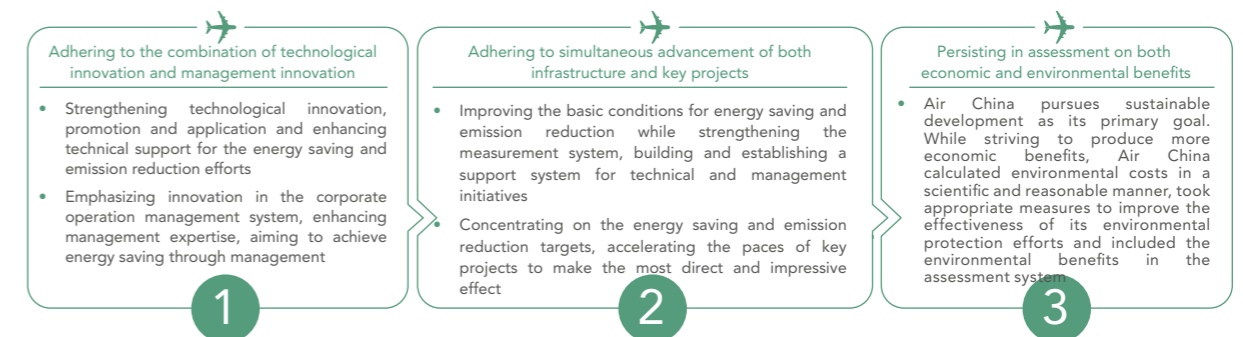 Adhering to the combination of technological
innovation and management innovation
• Strengthening technological innovation,
promotion and application and enhancing
technical support for the energy saving and
emission reduction efforts
• Emphasizing innovation in the corporate
operation management system, enhancing
management expertise, aiming to achieve
energy saving through management
1
Adhering to simultaneous advancement of both
infrastructure and key projects
• Improving the basic conditions for energy saving and
emission reduction while strengthening the
measurement system, building and establishing a
support system for technical and management
initiatives
• Concentrating on the energy saving and emission
reduction targets, accelerating the paces of key
projects to make the most direct and impressive
effect
2
Persisting in assessment on both
economic and environmental benefits
• Air China pursues sustainable
development as its primary goal.
While striving to produce more
economic benefits, Air China
calculated environmental costs in a
scientific and reasonable manner, took
appropriate measures to improve the
effectiveness of its environmental
protection efforts and included the
environmental benefits in the
assessment system
3